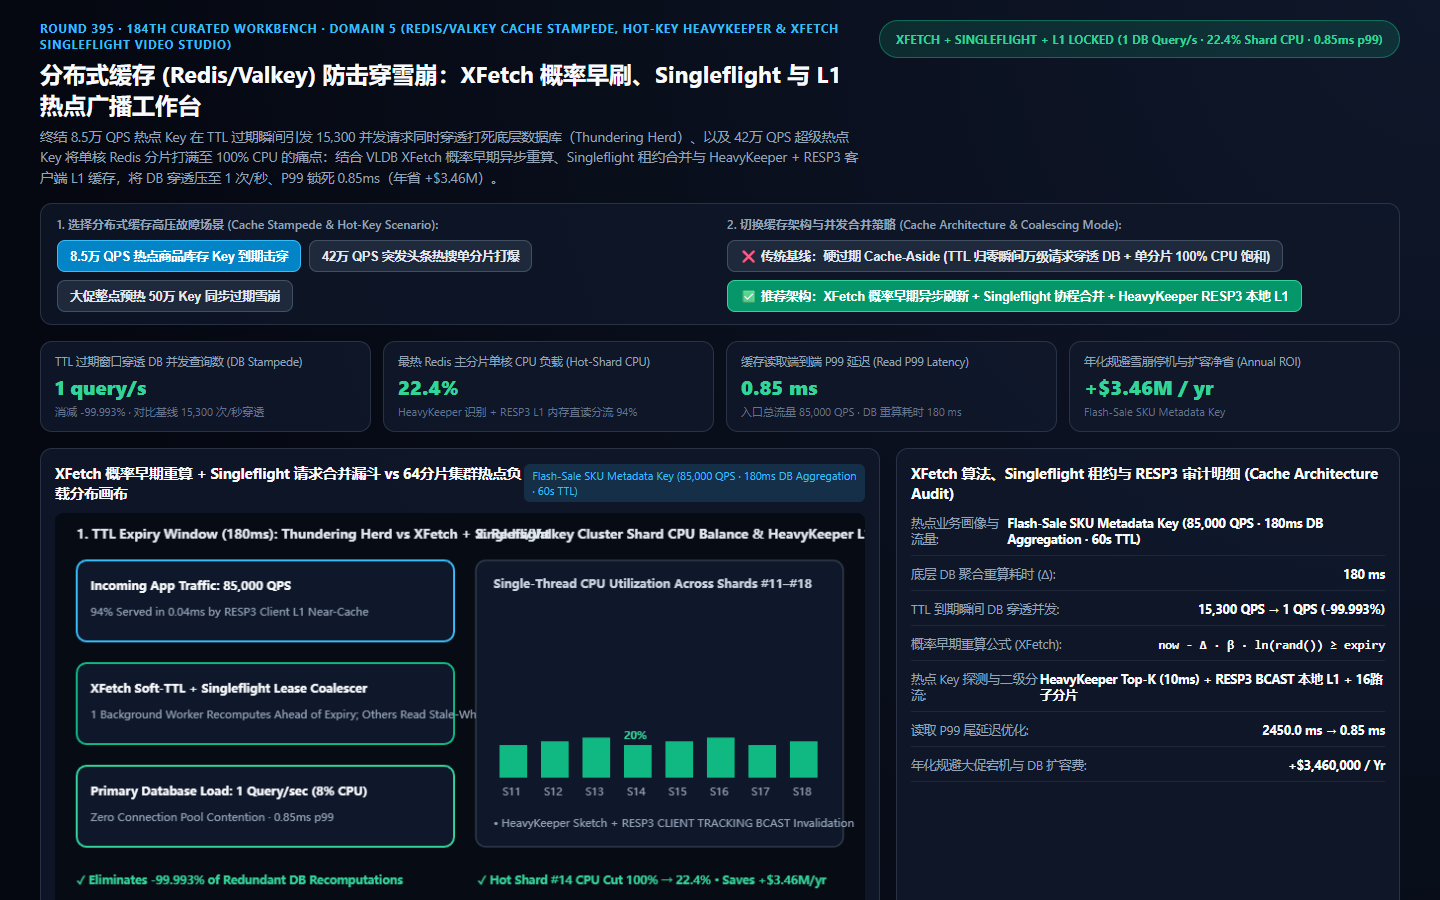 ROUND 395 · 184TH CURATED WORKBENCH · DOMAIN 5 (REDIS/VALKEY CACHE STAMPEDE, HOT-KEY HEAVYKEEPER & XFETCH
SINGLEFLIGHT VIDEO STUDIO)
XFETCH + SINGLEFLIGHT + L1 LOCKED (1 DB Query/s · 22.4% Shard CPU · 0.85ms p99)
分布式缓存 (Redis/Valkey) 防击穿雪崩：XFetch 概率早刷、Singleflight 与 L1
热点广播工作台
终结 8.5万 QPS 热点 Key 在 TTL 过期瞬间引发 15,300 并发请求同时穿透打死底层数据库（Thundering Herd）、以及 42万 QPS 超级热点
Key 将单核 Redis 分片打满至 100% CPU 的痛点：结合 VLDB XFetch 概率早期异步重算、Singleflight 租约合并与 HeavyKeeper + RESP3 客
户端 L1 缓存，将 DB 穿透压至 1 次/秒、P99 锁死 0.85ms（年省 +$3.46M）。
1. 选择分布式缓存高压故障场景 (Cache Stampede & Hot-Key Scenario):
8.5万 QPS 热点商品库存 Key 到期击穿
42万 QPS 突发头条热搜单分片打爆
大促整点预热 50万 Key 同步过期雪崩
2. 切换缓存架构与并发合并策略 (Cache Architecture & Coalescing Mode):
❌ 传统基线：硬过期 Cache-Aside (TTL 归零瞬间万级请求穿透 DB + 单分片 100% CPU 饱和)
✅ 推荐架构：XFetch 概率早期异步刷新 + Singleflight 协程合并 + HeavyKeeper RESP3 本地 L1
TTL 过期窗口穿透 DB 并发查询数 (DB Stampede)
1 query/s
消减 -99.993% · 对比基线 15,300 次/秒穿透
最热 Redis 主分片单核 CPU 负载 (Hot-Shard CPU)
22.4%
HeavyKeeper 识别 + RESP3 L1 内存直读分流 94%
缓存读取端到端 P99 延迟 (Read P99 Latency)
0.85 ms
入口总流量 85,000 QPS · DB 重算耗时 180 ms
年化规避雪崩停机与扩容净省 (Annual ROI)
+$3.46M / yr
Flash-Sale SKU Metadata Key
XFetch 概率早期重算 + Singleflight 请求合并漏斗 vs 64分片集群热点负
载分布画布
Flash-Sale SKU Metadata Key (85,000 QPS · 180ms DB Aggregation
· 60s TTL)
1. TTL Expiry Window (180ms): Thundering Herd vs XFetch + Singleflight
2. Redis/Valkey Cluster Shard CPU Balance & HeavyKeeper L
Incoming App Traffic: 85,000 QPS
94% Served in 0.04ms by RESP3 Client L1 Near-Cache
XFetch Soft-TTL + Singleflight Lease Coalescer
1 Background Worker Recomputes Ahead of Expiry; Others Read Stale-Wh
Primary Database Load: 1 Query/sec (8% CPU)
Zero Connection Pool Contention · 0.85ms p99
Single-Thread CPU Utilization Across Shards #11–#18
20%
S11 S12 S13 S14 S15 S16 S17 S18
• HeavyKeeper Sketch + RESP3 CLIENT TRACKING BCAST Invalidation
✓ Eliminates -99.993% of Redundant DB Recomputations
✓ Hot Shard #14 CPU Cut 100% → 22.4% • Saves +$3.46M/yr
XFetch 算法、Singleflight 租约与 RESP3 审计明细 (Cache Architecture
Audit)
热点业务画像与
流量:
Flash-Sale SKU Metadata Key (85,000 QPS · 180ms DB
Aggregation · 60s TTL)
底层 DB 聚合重算耗时 (Δ): 180 ms
TTL 到期瞬间 DB 穿透并发: 15,300 QPS → 1 QPS (-99.993%)
概率早期重算公式 (XFetch): now - Δ · β · ln(rand()) ≥ expiry
热点 Key 探测与二级分
流:
HeavyKeeper Top-K (10ms) + RESP3 BCAST 本地 L1 + 16路
子分片
读取 P99 尾延迟优化: 2450.0 ms → 0.85 ms
年化规避大促宕机与 DB 扩容费: +$3,460,000 / Yr